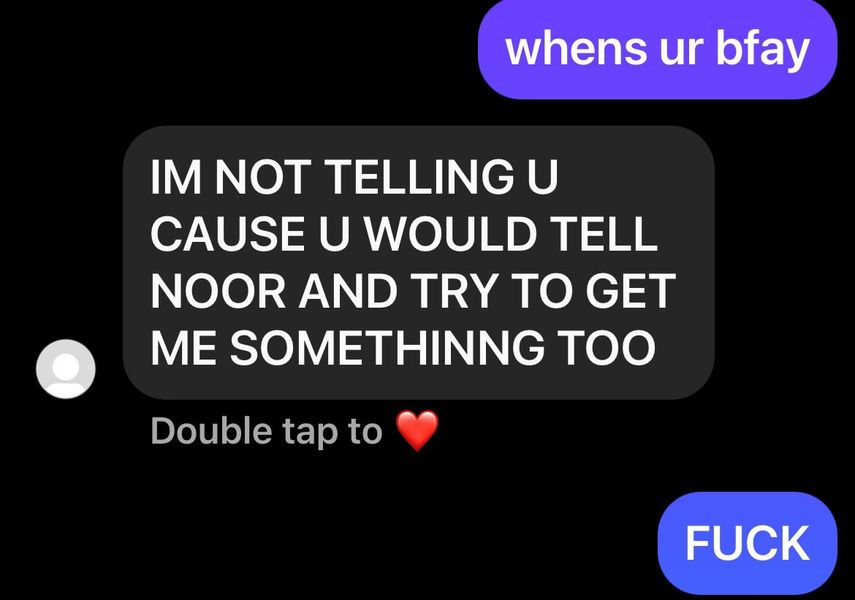 whens ur bfay
IM NOT TELLING U
CAUSE U WOULD TELL
NOOR AND TRY TO GET
ME SOMETHINNG TOO
Double tap to ❤️
FUCK